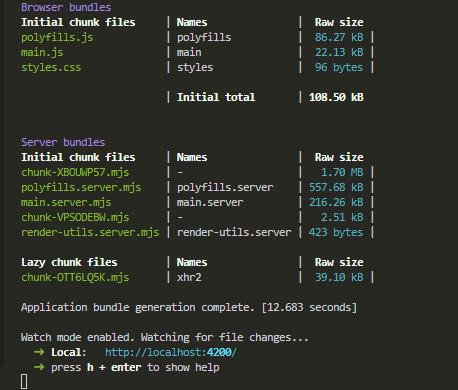 Browser bundles
Initial chunk files | Names | Raw size
polyfills.js | polyfills | 86.27 kB |
main.js | main | 22.13 kB |
styles.css | styles | 96 bytes |
| Initial total | 108.50 kB
Server bundles
Initial chunk files | Names | Raw size
chunk-XBOUWP57.mjs | - | 1.70 MB |
polyfills.server.mjs | polyfills.server | 557.68 kB |
main.server.mjs | main.server | 216.26 kB |
chunk-VPSODEBW.mjs | - | 2.51 kB |
render-utils.server.mjs | render-utils.server | 423 bytes |
Lazy chunk files | Names | Raw size
chunk-OTT6LQ5K.mjs | xhr2 | 39.10 kB |
Application bundle generation complete. [12.683 seconds]
Watch mode enabled. Watching for file changes...
➜ Local: http://localhost:4200/
➜ press h + enter to show help